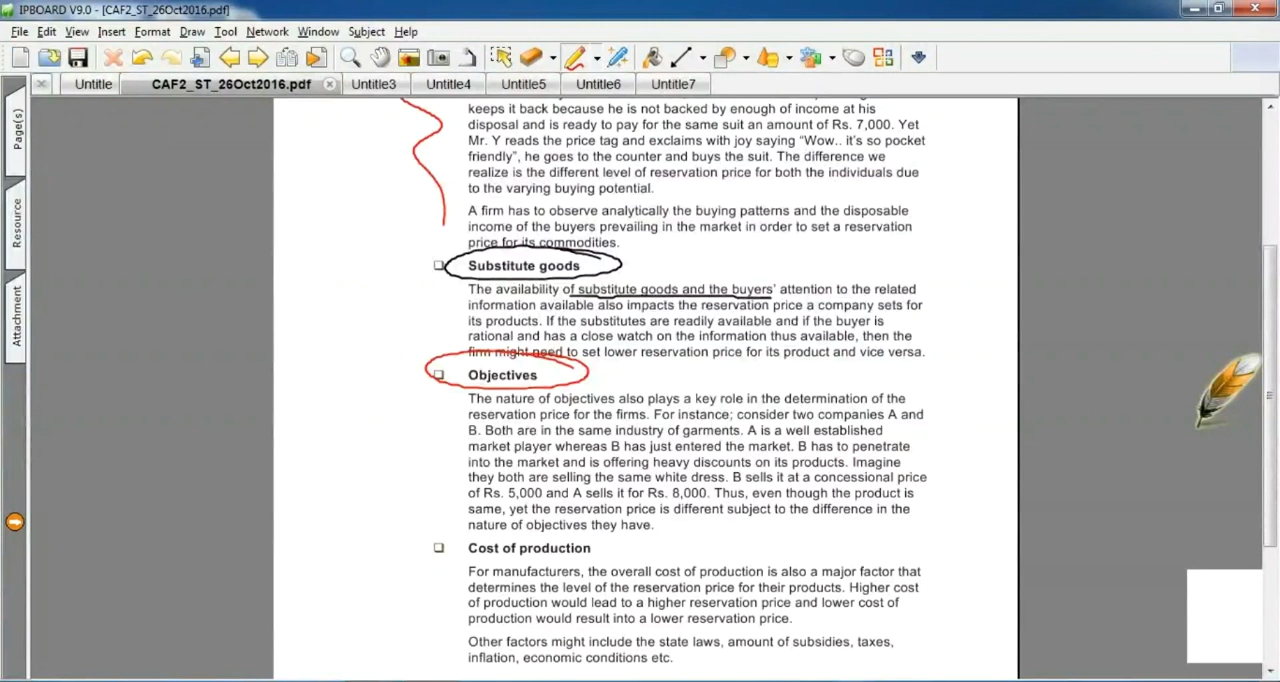 IPBOARD V9.0 - [CAF2_ST_26Oct2016.pdf]
File Edit View Insert Format Draw Tool Network Window Subject Help
Untitle CAF2_ST_26Oct2016.pdf Untitle3 Untitle4 Untitle5 Untitle6 Untitle7
Page(s)
Resource
Attachment
keeps it back because he is not backed by enough of income at his
disposal and is ready to pay for the same suit an amount of Rs. 7,000. Yet
Mr. Y reads the price tag and exclaims with joy saying “Wow.. it’s so pocket
friendly”, he goes to the counter and buys the suit. The difference we
realize is the different level of reservation price for both the individuals due
to the varying buying potential.
A firm has to observe analytically the buying patterns and the disposable
income of the buyers prevailing in the market in order to set a reservation
price for its commodities.
Substitute goods
The availability of substitute goods and the buyers’ attention to the related
information available also impacts the reservation price a company sets for
its products. If the substitutes are readily available and if the buyer is
rational and has a close watch on the information thus available, then the
firm might need to set lower reservation price for its product and vice versa.
Objectives
The nature of objectives also plays a key role in the determination of the
reservation price for the firms. For instance; consider two companies A and
B. Both are in the same industry of garments. A is a well established
market player whereas B has just entered the market. B has to penetrate
into the market and is offering heavy discounts on its products. Imagine
they both are selling the same white dress. B sells it at a concessional price
of Rs. 5,000 and A sells it for Rs. 8,000. Thus, even though the product is
same, yet the reservation price is different subject to the difference in the
nature of objectives they have.
Cost of production
For manufacturers, the overall cost of production is also a major factor that
determines the level of the reservation price for their products. Higher cost
of production would lead to a higher reservation price and lower cost of
production would result into a lower reservation price.
Other factors might include the state laws, amount of subsidies, taxes,
inflation, economic conditions etc.